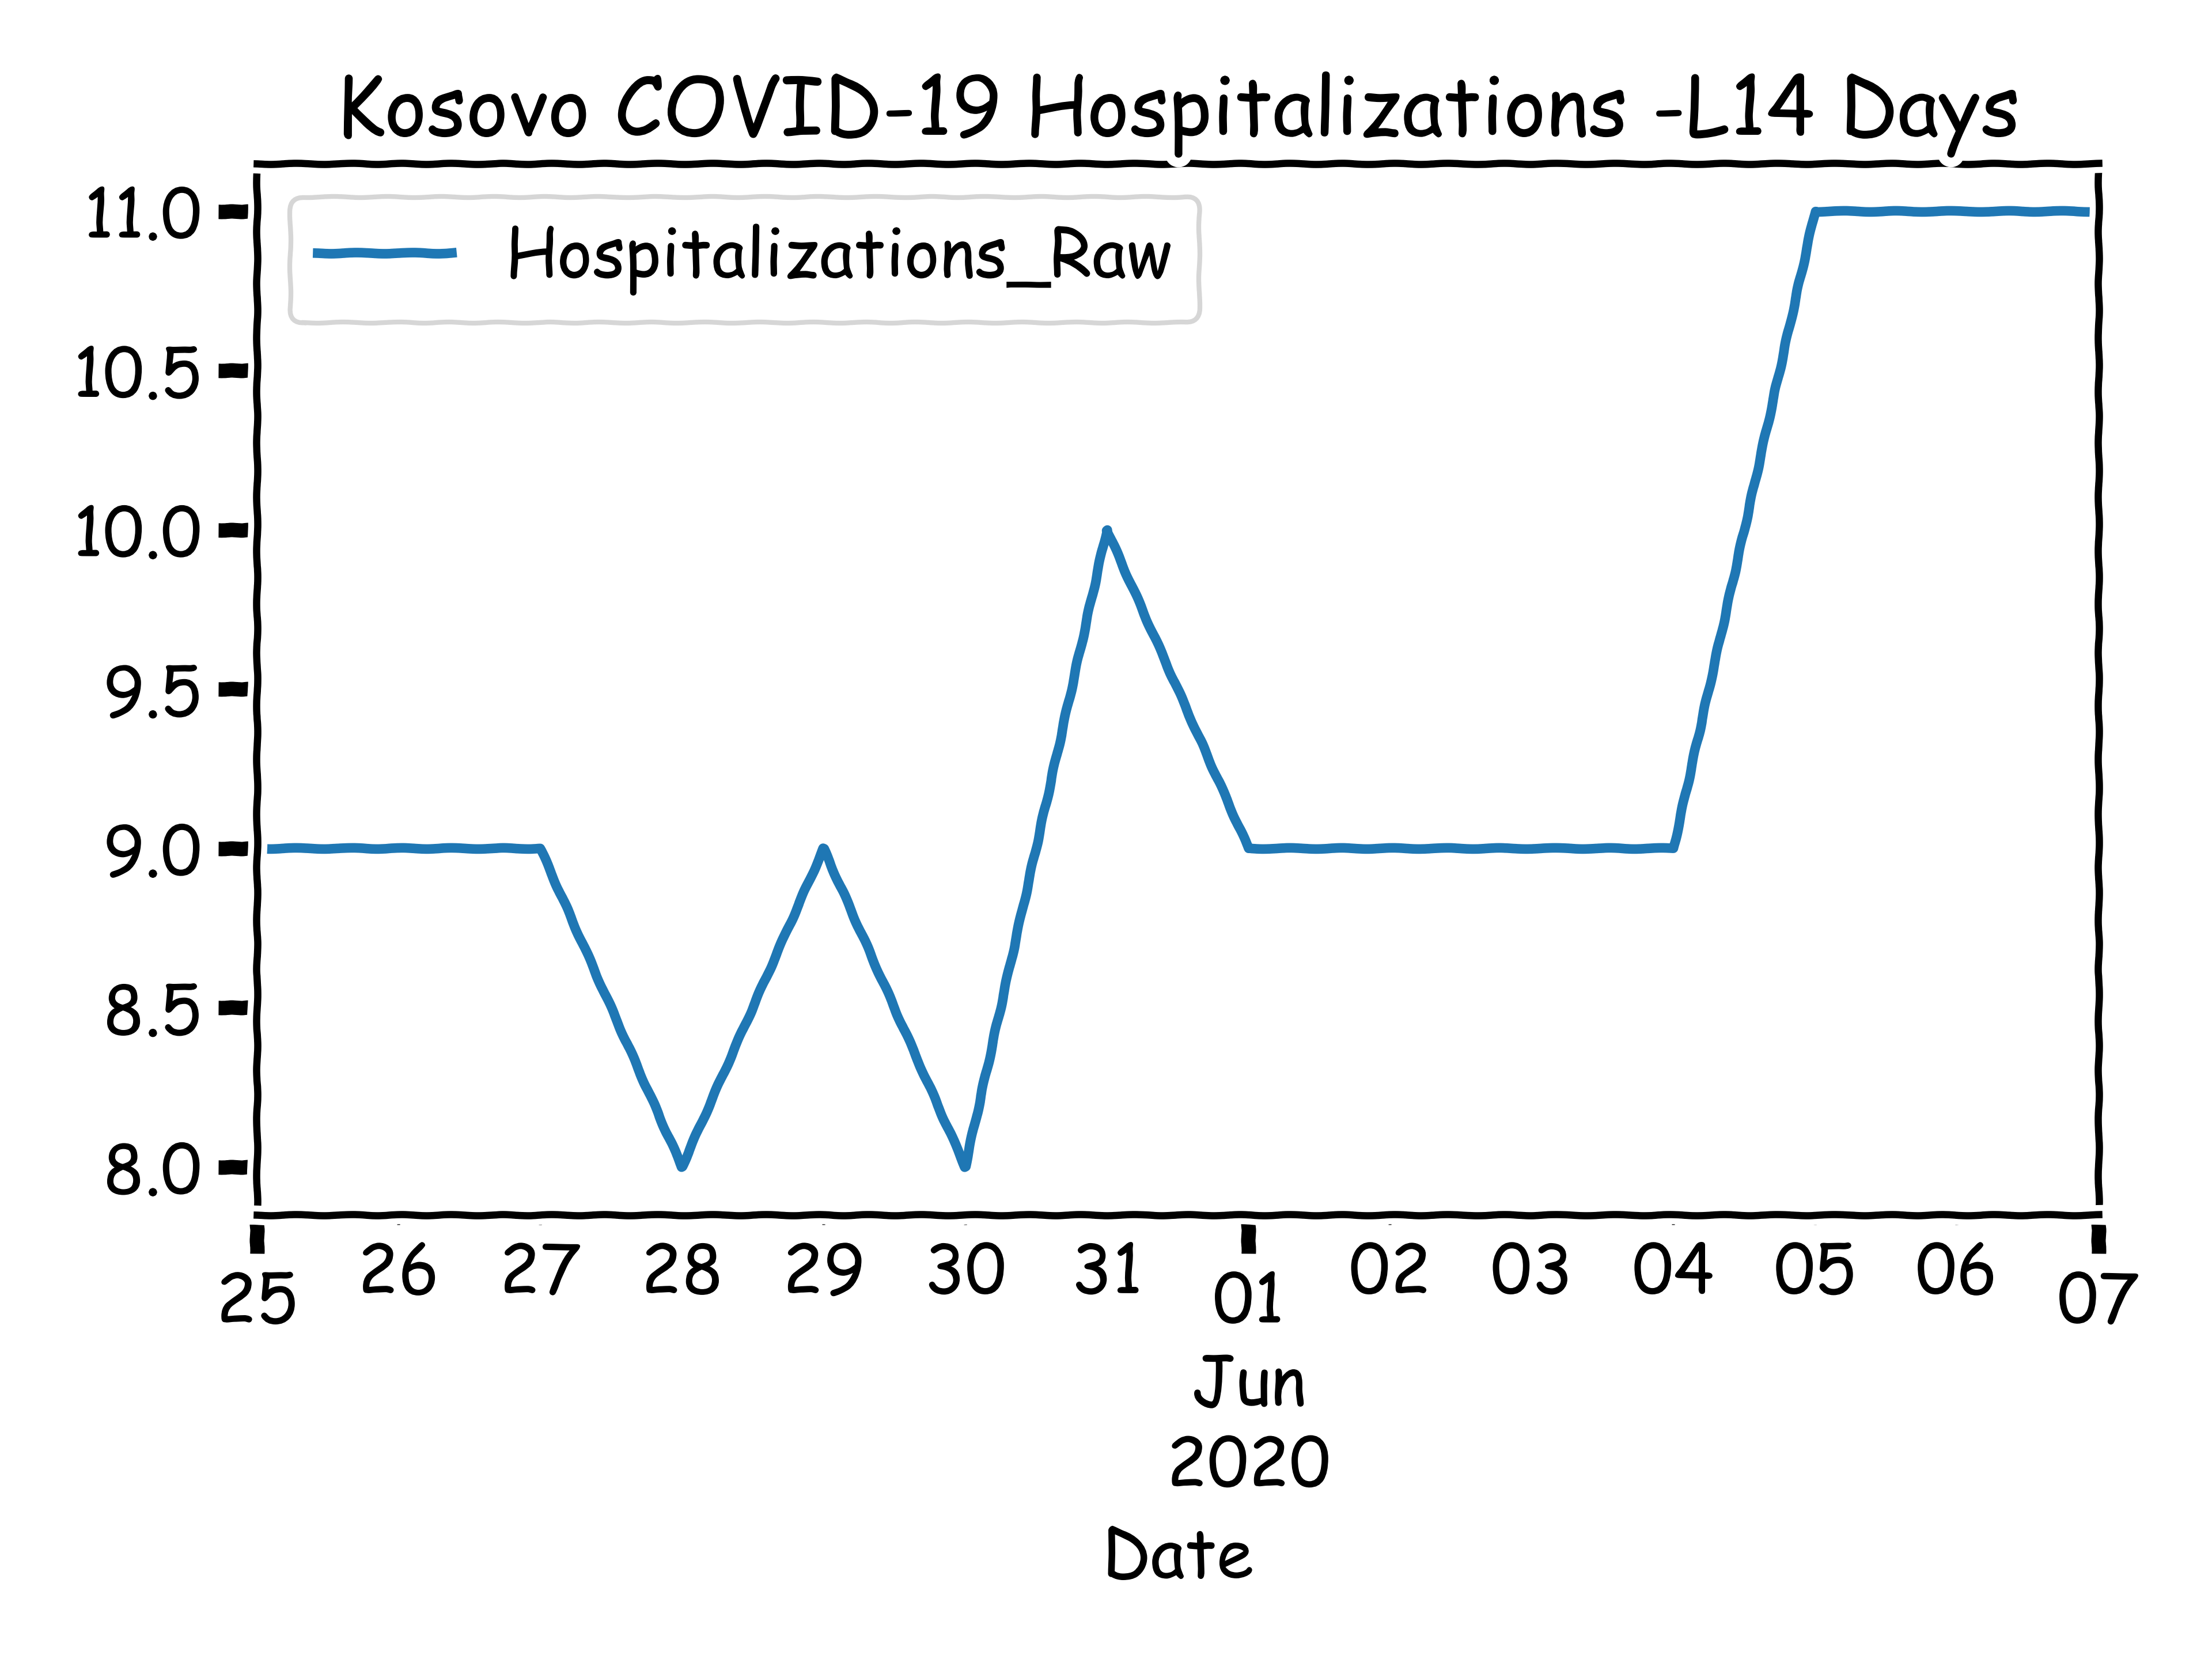 Kosovo COVID-19 Hospitalizations -L14 Days
Hospitalizations_Raw
11.0
10.5
10.0
9.5
9.0
8.5
8.0
25 26 27 28 29 30 31 01 02 03 04 05 06 07
Jun
2020
Date